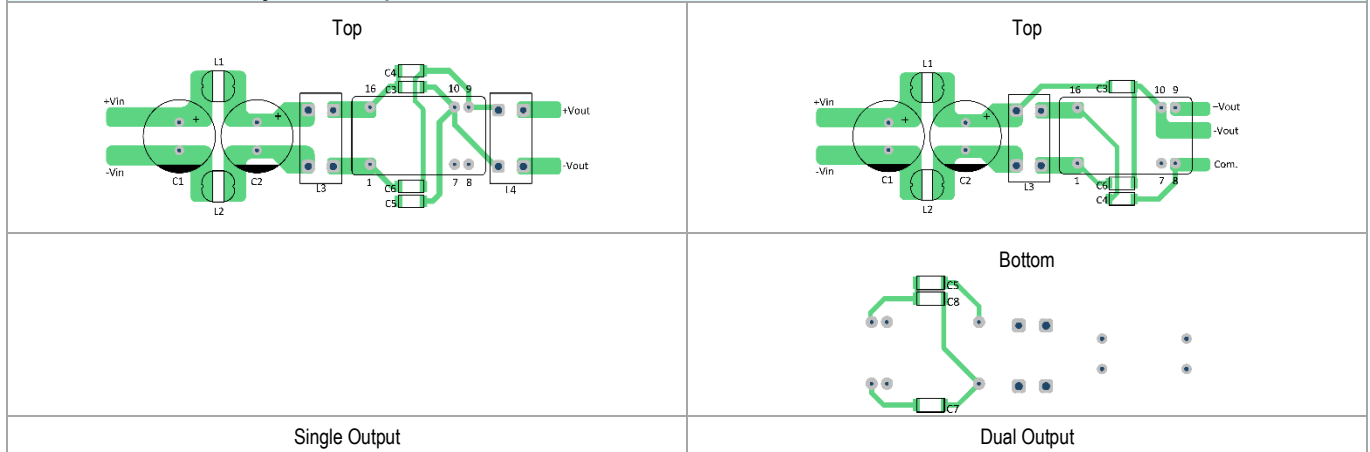 Top
L1
C4
+Vin
16
C3
10
9
+
+
+Vout
-Vin
-Vout
C1
C2
L3
1
C6
7
8
L4
C5
L2
Top
L1
+Vin
16
C3
10
9
-Vout
+
+
-Vout
-Vin
Com.
C1
C2
L3
1
C6
7
8
C4
L2
Bottom
C5
C8
C7
Single Output
Dual Output